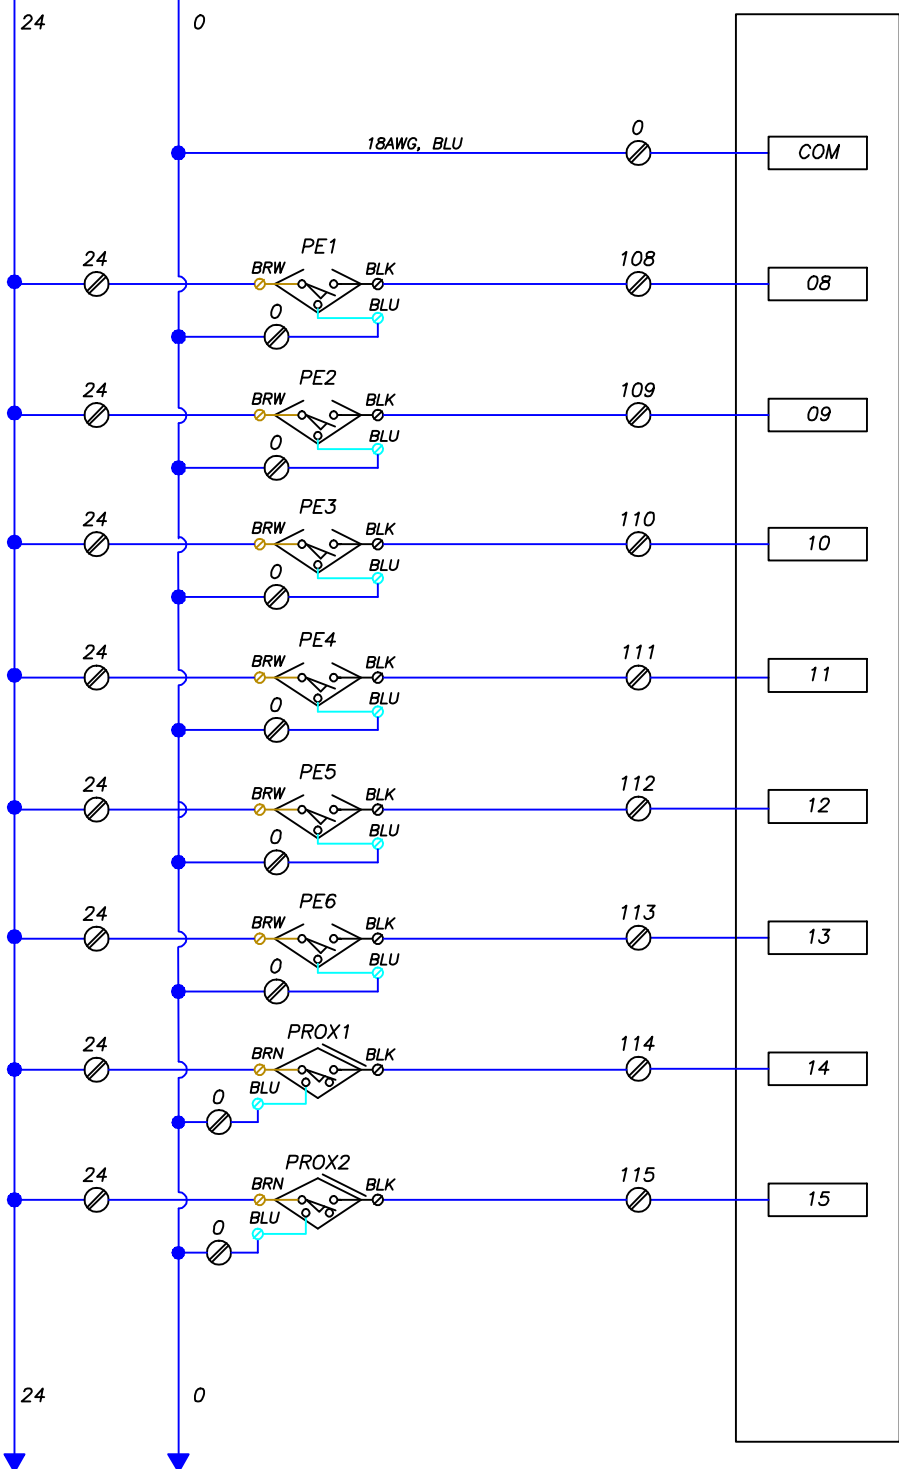 24 0
0
18AWG, BLU COM
PE1
24 BRW BLK 108
08
0 BLU
PE2
24 BRW BLK 109
09
0 BLU
PE3
24 BRW BLK 110
10
0 BLU
PE4
24 BRW BLK 111
11
0 BLU
PE5
24 BRW BLK 112
12
0 BLU
PE6
24 BRW BLK 113
13
0 BLU
PROX1
24 BRN BLK 114
14
0 BLU
PROX2
24 BRN BLK 115
15
0 BLU
24 0